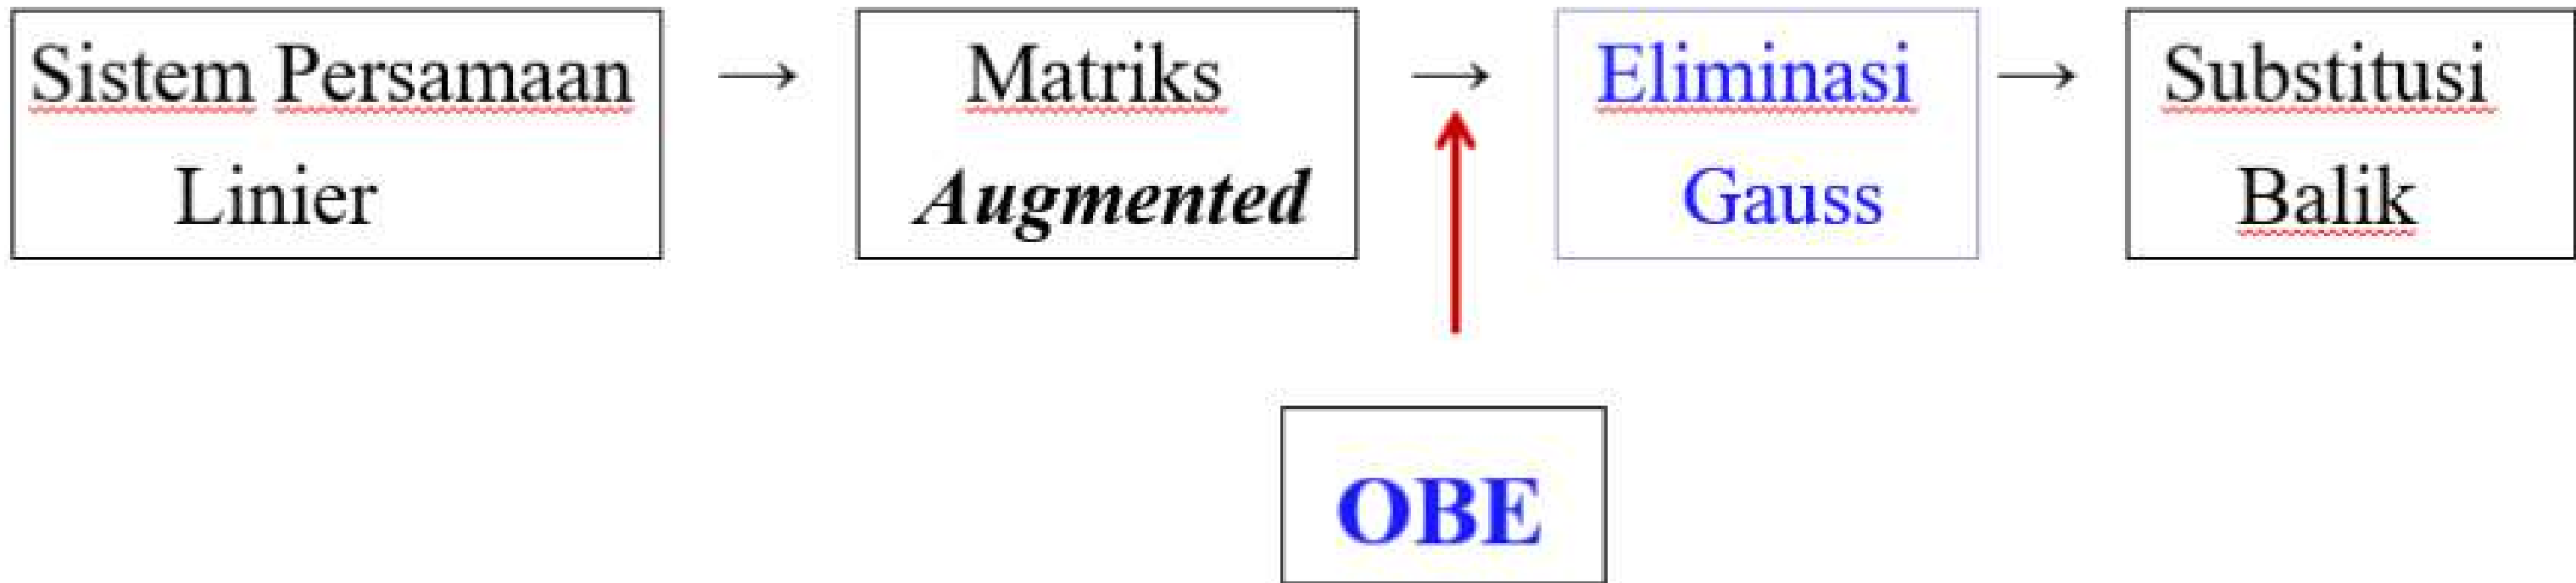 Sistem Persamaan
Linier
→
Matriks
Augmented
→
Eliminasi
Gauss
→
Substitusi
Balik
OBE